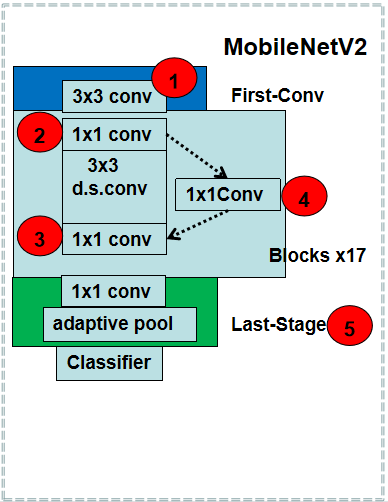 MobileNetV2
1
3x3 conv
First-Conv
2
1x1 conv
3x3
d.s.conv
1x1Conv
4
3
1x1 conv
Blocks x17
1x1 conv
adaptive pool
Last-Stage
5
Classifier